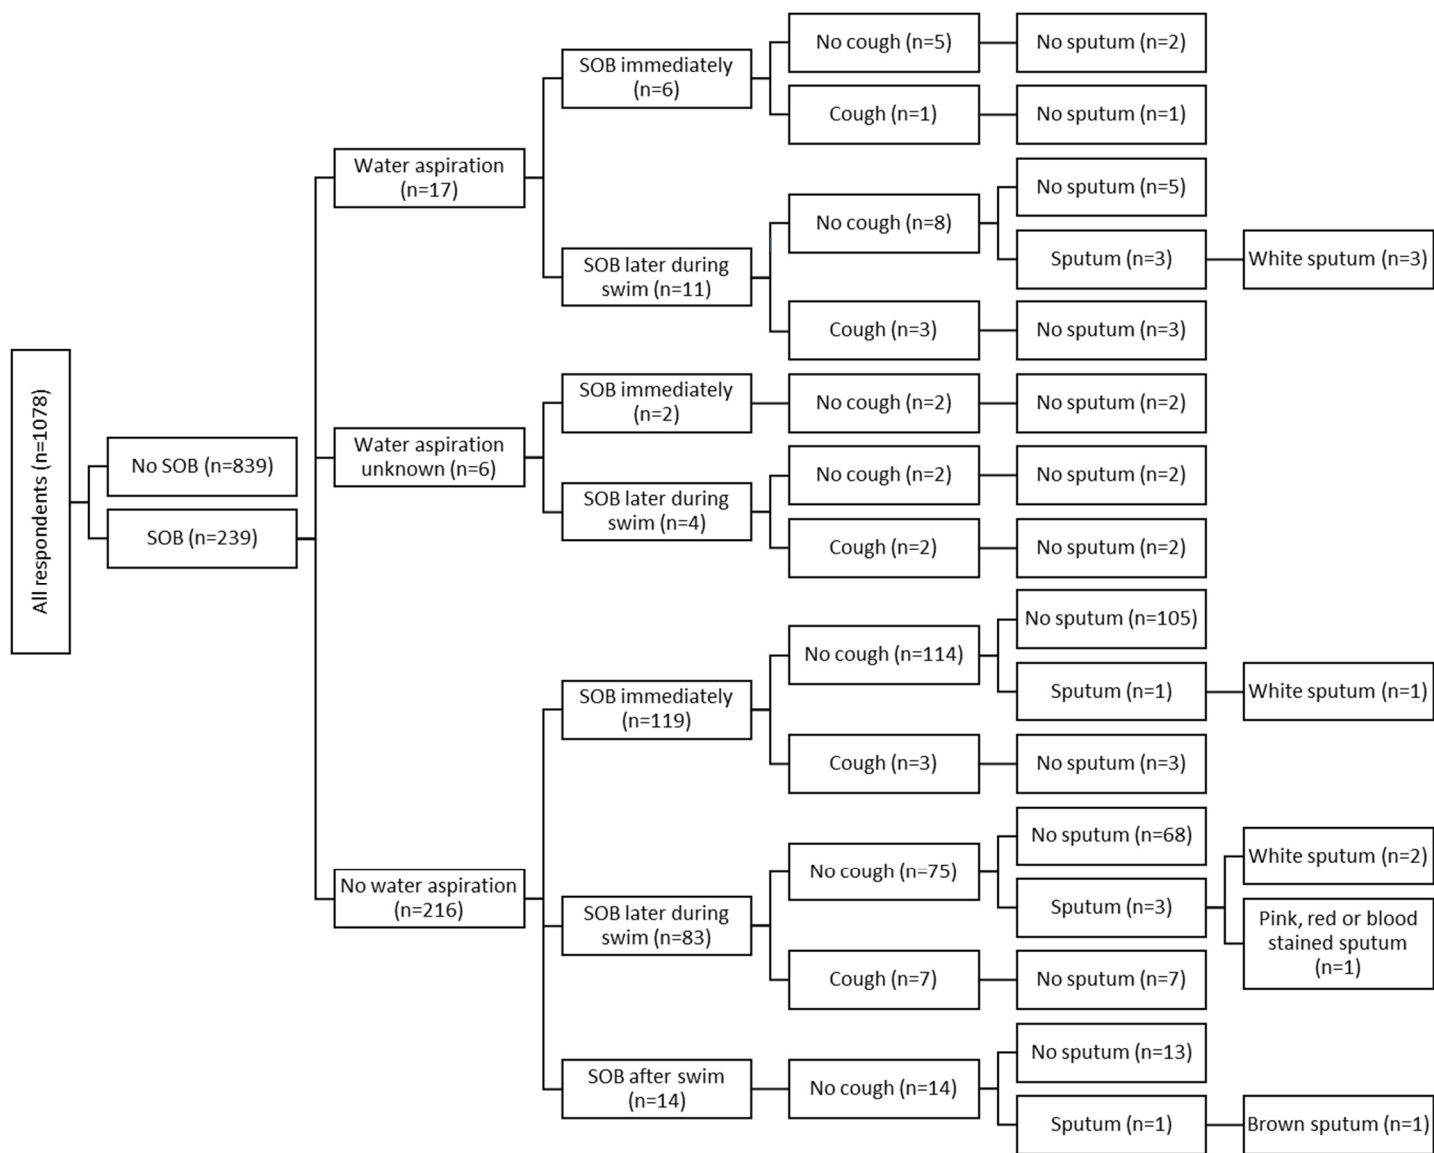 All respondents (n=1078)
No SOB (n=839)
SOB (n=239)
Water aspiration
(n=17)
SOB immediately
(n=6)
No cough (n=5)
No sputum (n=2)
Cough (n=1)
No sputum (n=1)
SOB later during
swim (n=11)
No cough (n=8)
No sputum (n=5)
Sputum (n=3)
White sputum (n=3)
Cough (n=3)
No sputum (n=3)
Water aspiration
unknown (n=6)
SOB immediately
(n=2)
No cough (n=2)
No sputum (n=2)
SOB later during
swim (n=4)
No cough (n=2)
No sputum (n=2)
Cough (n=2)
No sputum (n=2)
No water aspiration
(n=216)
SOB immediately
(n=119)
No cough (n=114)
No sputum (n=105)
Sputum (n=1)
White sputum (n=1)
Cough (n=3)
No sputum (n=3)
SOB later during
swim (n=83)
No cough (n=75)
No sputum (n=68)
Sputum (n=3)
White sputum (n=2)
Pink, red or blood
stained sputum
(n=1)
Cough (n=7)
No sputum (n=7)
SOB after swim
(n=14)
No cough (n=14)
No sputum (n=13)
Sputum (n=1)
Brown sputum (n=1)